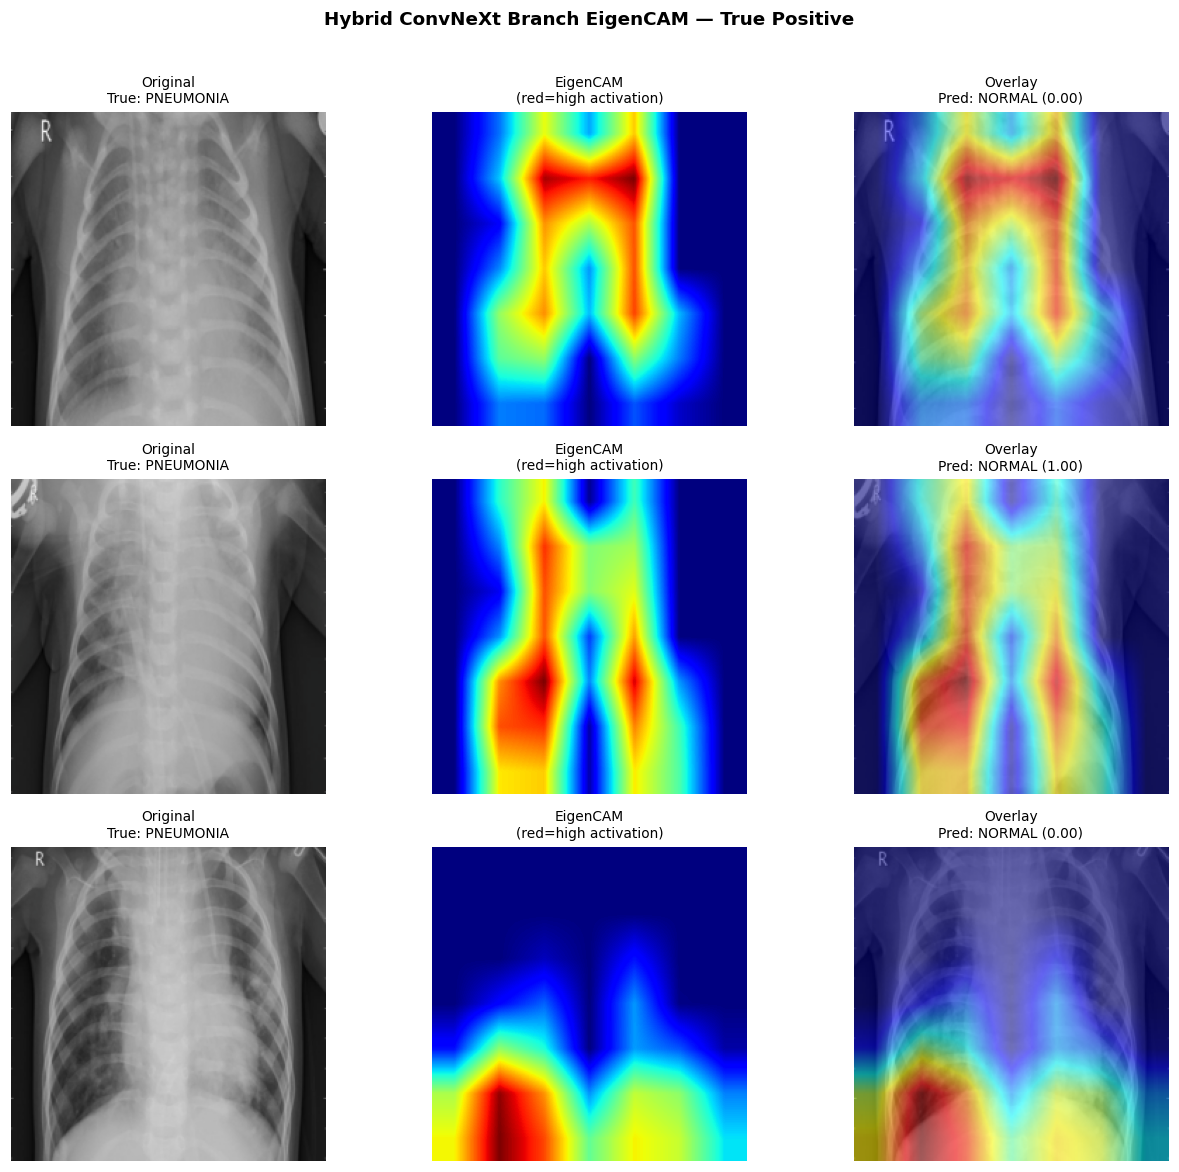 Hybrid ConvNeXt Branch EigenCAM — True Positive
Original
True: PNEUMONIA
EigenCAM
(red=high activation)
Overlay
Pred: NORMAL (0.00)
R
R
Original
True: PNEUMONIA
EigenCAM
(red=high activation)
Overlay
Pred: NORMAL (1.00)
R
R
Original
True: PNEUMONIA
EigenCAM
(red=high activation)
Overlay
Pred: NORMAL (0.00)
R
R